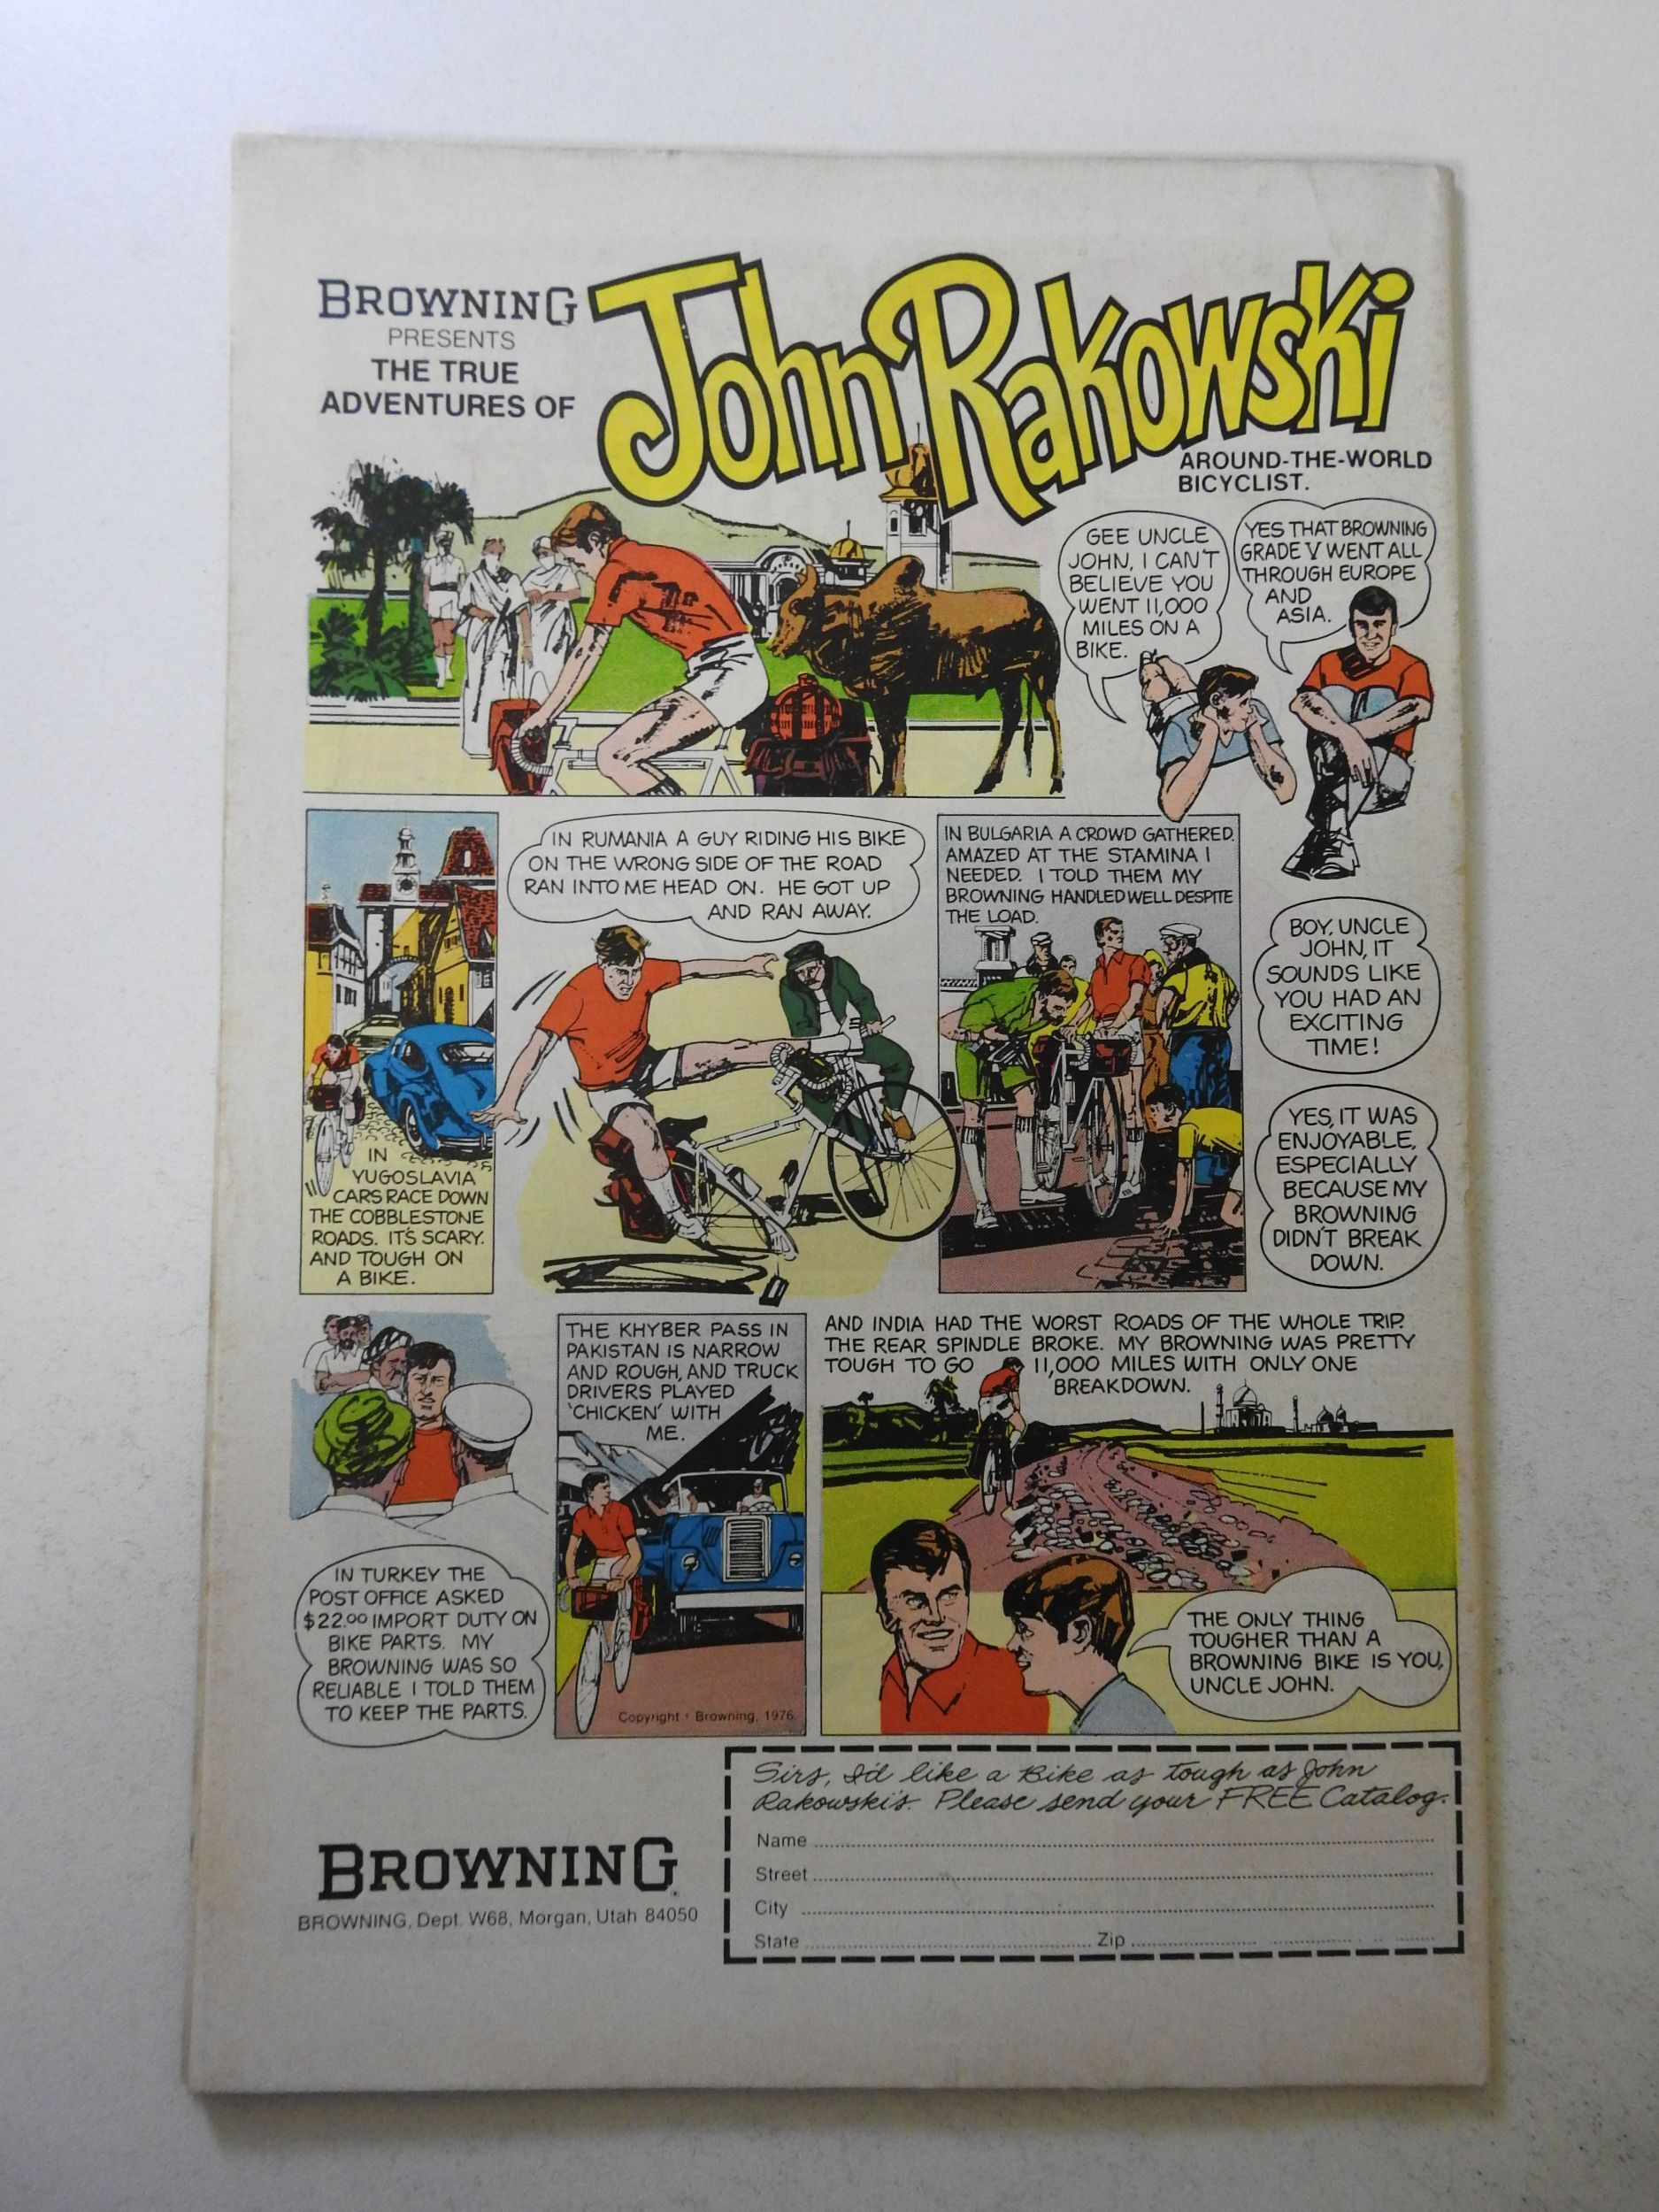 BROWNING
PRESENTS
THE TRUE
ADVENTURES OF
John Rakowski
AROUND-THE-WORLD
BICYCLIST.
GEE UNCLE
JOHN, I CAN'T
BELIEVE YOU
WENT 11,000
MILES ON A
BIKE.
YES THAT BROWNING
GRADE V WENT ALL
THROUGH EUROPE
AND
ASIA.
IN
YUGOSLAVIA
CARS RACE DOWN
THE COBBLESTONE
ROADS. IT'S SCARY.
AND TOUGH ON
A BIKE.
IN RUMANIA A GUY RIDING HIS BIKE
ON THE WRONG SIDE OF THE ROAD
RAN INTO ME HEAD ON. HE GOT UP
AND RAN AWAY.
IN BULGARIA A CROWD GATHERED.
AMAZED AT THE STAMINA I
NEEDED. I TOLD THEM MY
BROWNING HANDLED WELL DESPITE
THE LOAD.
BOY, UNCLE
JOHN, IT
SOUNDS LIKE
YOU HAD AN
EXCITING
TIME!
YES, IT WAS
ENJOYABLE,
ESPECIALLY
BECAUSE MY
BROWNING
DIDN'T BREAK
DOWN.
IN TURKEY THE
POST OFFICE ASKED
$22.00 IMPORT DUTY ON
BIKE PARTS. MY
BROWNING WAS SO
RELIABLE I TOLD THEM
TO KEEP THE PARTS.
THE KHYBER PASS IN
PAKISTAN IS NARROW
AND ROUGH, AND TRUCK
DRIVERS PLAYED
'CHICKEN' WITH
ME.
Copyright © Browning, 1976
AND INDIA HAD THE WORST ROADS OF THE WHOLE TRIP.
THE REAR SPINDLE BROKE. MY BROWNING WAS PRETTY
TOUGH TO GO 11,000 MILES WITH ONLY ONE
BREAKDOWN.
THE ONLY THING
TOUGHER THAN A
BROWNING BIKE IS YOU,
UNCLE JOHN.
Sirs, I'd like a Bike as tough as John
Rakowski's. Please send your FREE Catalog.
Name
Street
City
State Zip
BROWNING
BROWNING, Dept. W68, Morgan, Utah 84050